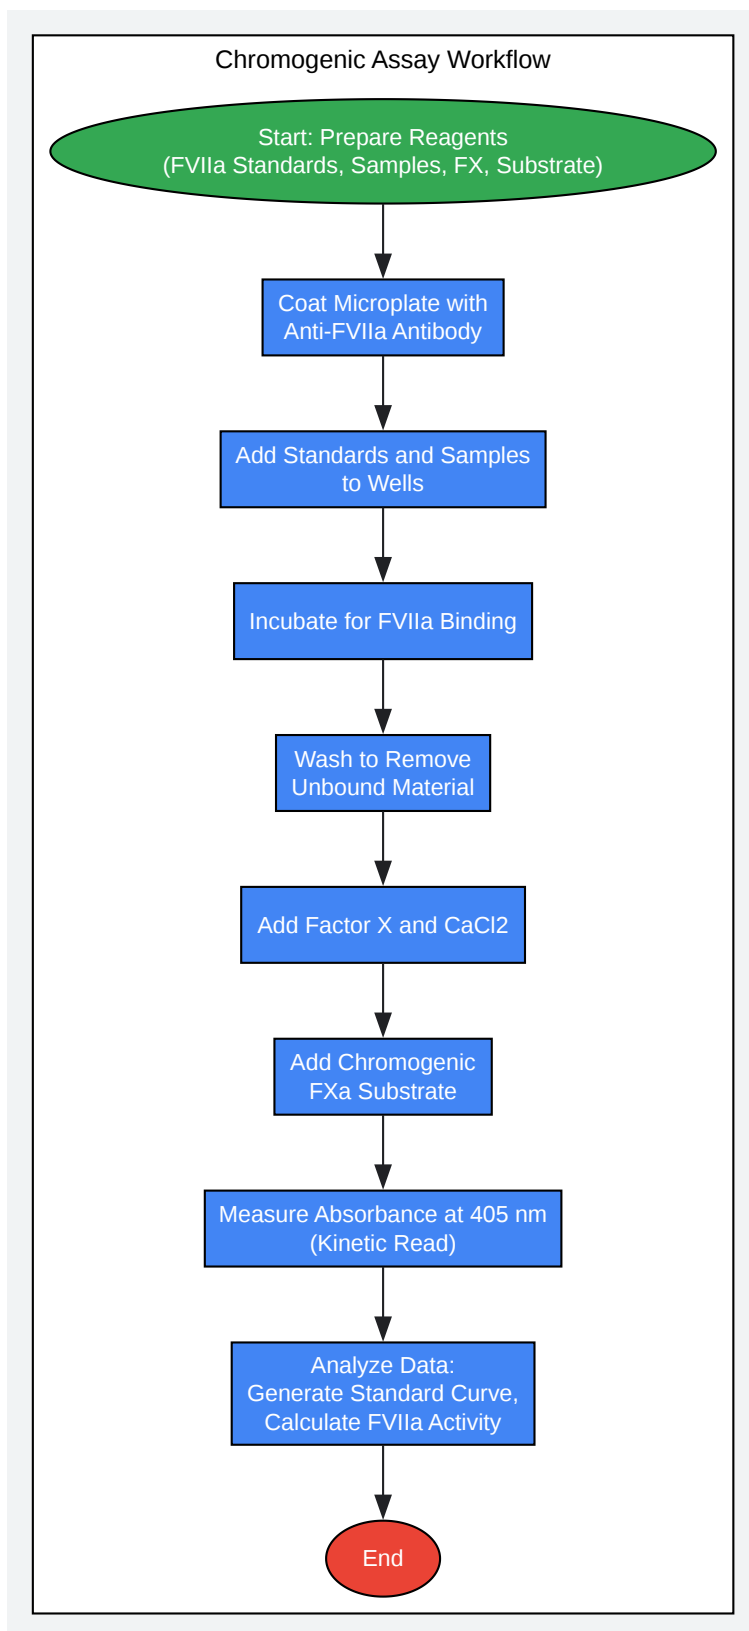 Chromogenic Assay Workflow
Start: Prepare Reagents
(FVIIa Standards, Samples, FX, Substrate)
Coat Microplate with
Anti-FVIIa Antibody
Add Standards and Samples
to Wells
Incubate for FVIIa Binding
Wash to Remove
Unbound Material
Add Factor X and CaCl2
Add Chromogenic
FXa Substrate
Measure Absorbance at 405 nm
(Kinetic Read)
Analyze Data:
Generate Standard Curve,
Calculate FVIIa Activity
End